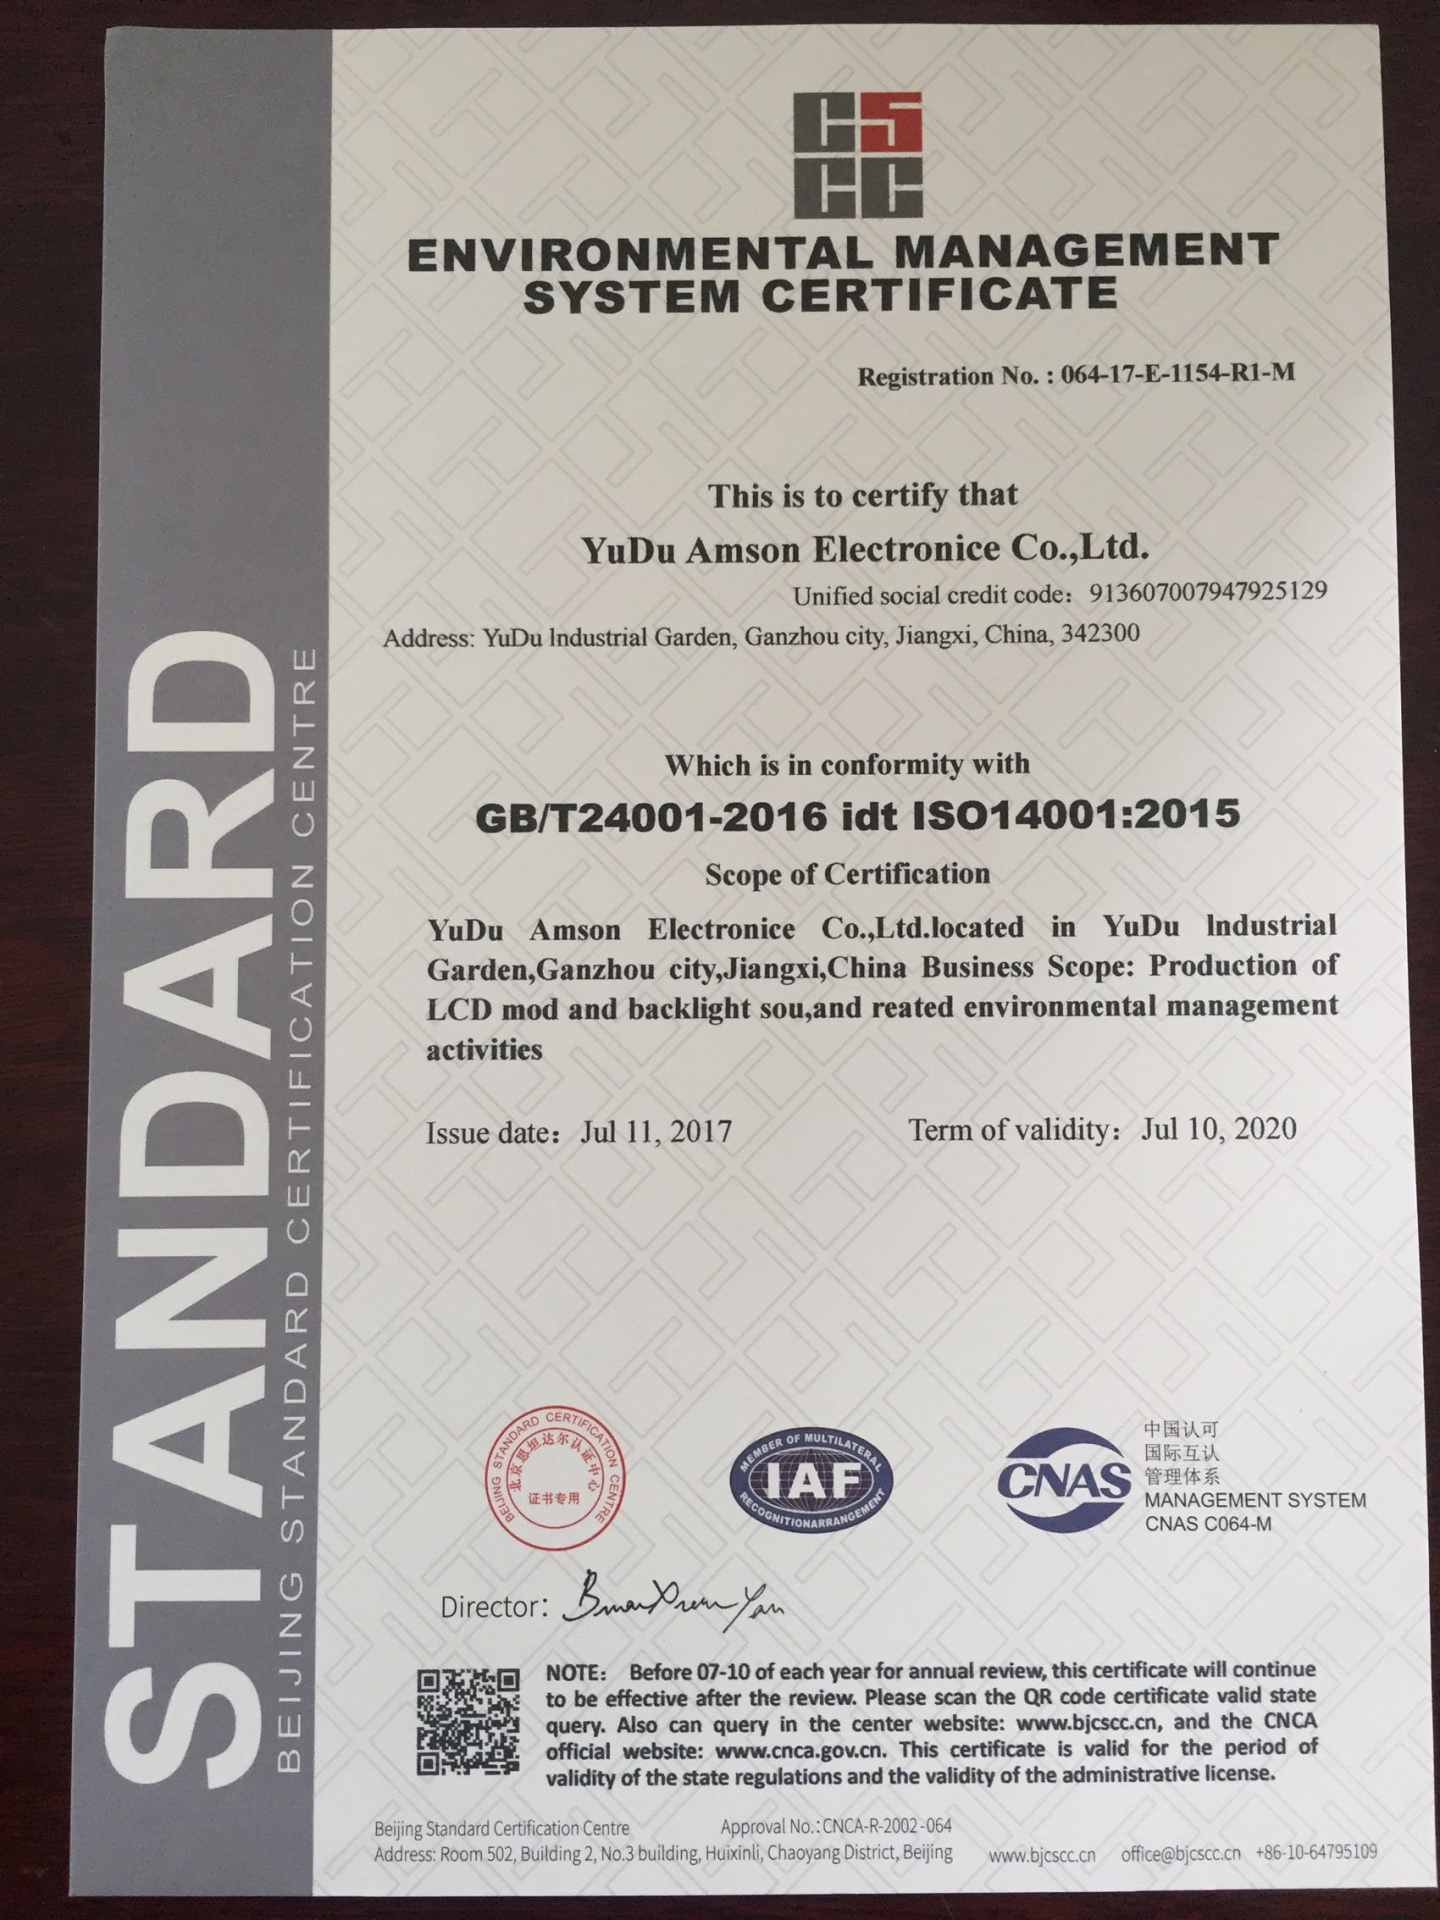 CS
CC
ENVIRONMENTAL MANAGEMENT
SYSTEM CERTIFICATE
Registration No. : 064-17-E-1154-R1-M
This is to certify that
YuDu Amson Electronice Co.,Ltd.
Unified social credit code： 913607007947925129
Address: YuDu lndustrial Garden, Ganzhou city, Jiangxi, China, 342300
Which is in conformity with
GB/T24001-2016 idt ISO14001:2015
Scope of Certification
YuDu Amson Electronice Co.,Ltd.located in YuDu lndustrial
Garden,Ganzhou city,Jiangxi,China Business Scope: Production of
LCD mod and backlight sou,and reated environmental management
activities
Issue date： Jul 11, 2017 Term of validity： Jul 10, 2020
STANDARD
BEIJING STANDARD CERTIFICATION CENTRE
BEIJING STANDARD CERTIFICATION CENTRE
北京恩坦达尔认证中心
证书专用
MEMBER OF MULTILATERAL
IAF
RECOGNITIONARRANGEMENT
CNAS
中国认可
国际互认
管理体系
MANAGEMENT SYSTEM
CNAS C064-M
Director:
NOTE: Before 07-10 of each year for annual review, this certificate will continue
to be effective after the review. Please scan the QR code certificate valid state
query. Also can query in the center website: www.bjcscc.cn, and the CNCA
official website: www.cnca.gov.cn. This certificate is valid for the period of
validity of the state regulations and the validity of the administrative license.
Beijing Standard Certification Centre Approval No.: CNCA-R-2002-064
Address: Room 502, Building 2, No.3 building, Huixinli, Chaoyang District, Beijing www.bjcscc.cn office@bjcscc.cn +86-10-64795109